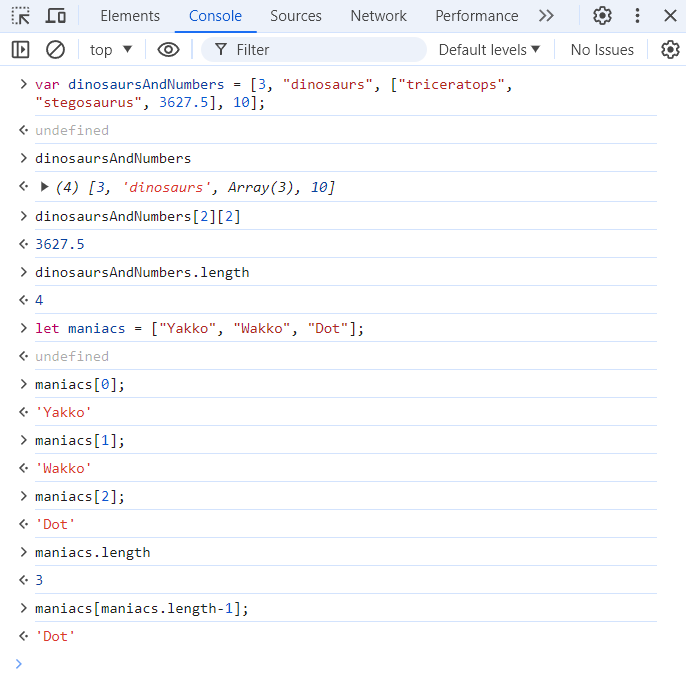 Elements Console Sources Network Performance
top Filter Default levels No Issues
var dinosaursAndNumbers = [3, "dinosaurs", ["triceratops",
"stegosaurus", 3627.5], 10];
undefined
dinosaursAndNumbers
(4) [3, 'dinosaurs', Array(3), 10]
dinosaursAndNumbers[2][2]
3627.5
dinosaursAndNumbers.length
4
let maniacs = ["Yakko", "Wakko", "Dot"];
undefined
maniacs[0];
'Yakko'
maniacs[1];
'Wakko'
maniacs[2];
'Dot'
maniacs.length
3
maniacs[maniacs.length-1];
'Dot'